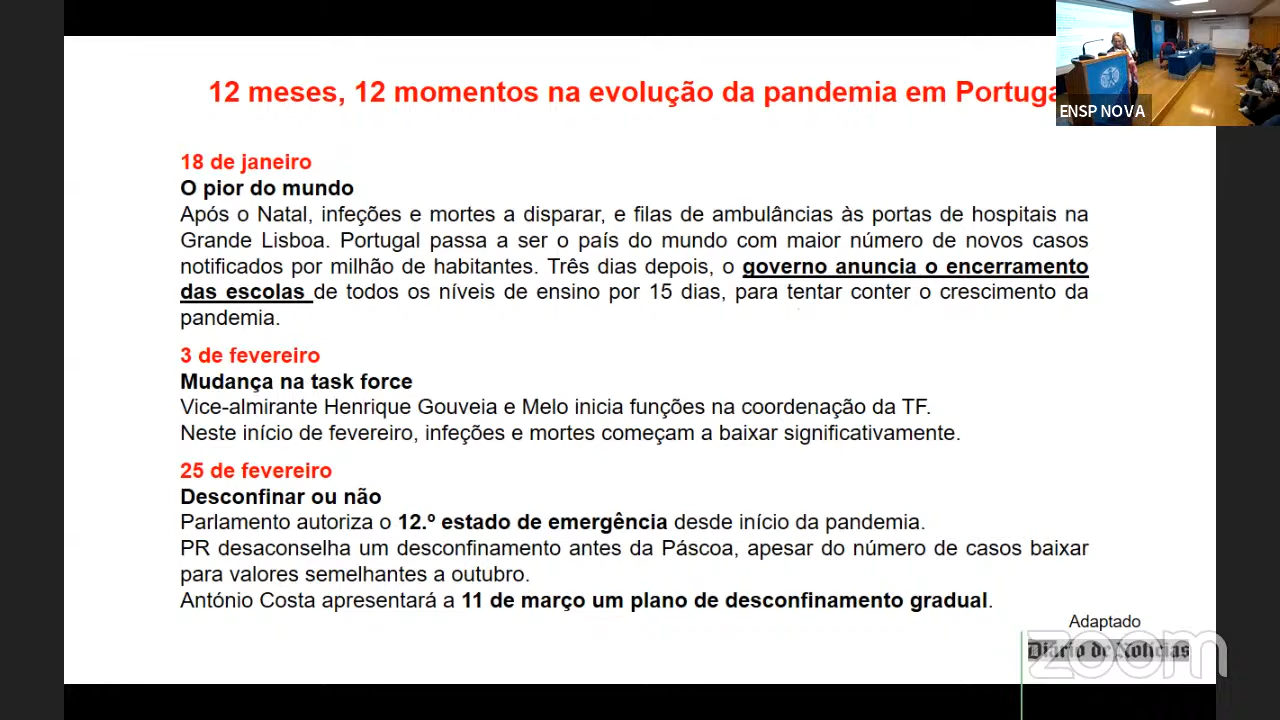 12 meses, 12 momentos na evolução da pandemia em Portuga
ENSP NOVA
18 de janeiro
O pior do mundo
Após o Natal, infeções e mortes a disparar, e filas de ambulâncias às portas de hospitais na
Grande Lisboa. Portugal passa a ser o país do mundo com maior número de novos casos
notificados por milhão de habitantes. Três dias depois, o governo anuncia o encerramento
das escolas de todos os níveis de ensino por 15 dias, para tentar conter o crescimento da
pandemia.
3 de fevereiro
Mudança na task force
Vice-almirante Henrique Gouveia e Melo inicia funções na coordenação da TF.
Neste início de fevereiro, infeções e mortes começam a baixar significativamente.
25 de fevereiro
Desconfinar ou não
Parlamento autoriza o 12.º estado de emergência desde início da pandemia.
PR desaconselha um desconfinamento antes da Páscoa, apesar do número de casos baixar
para valores semelhantes a outubro.
António Costa apresentará a 11 de março um plano de desconfinamento gradual.
Adaptado
Diário de Notícias
zoom